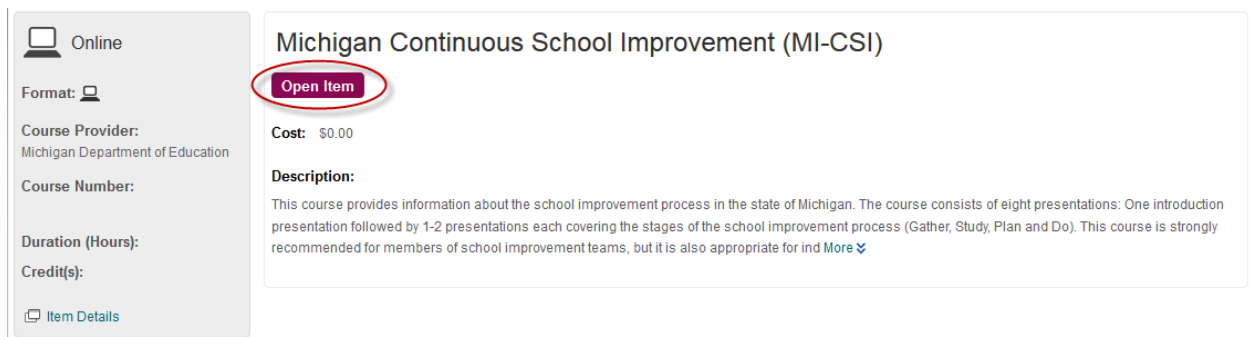 Online
Format:
Course Provider:
Michigan Department of Education
Course Number:
Duration (Hours):
Credit(s):
Item Details
Michigan Continuous School Improvement (MI-CSI)
Open Item
Cost: $0.00
Description:
This course provides information about the school improvement process in the state of Michigan. The course consists of eight presentations: One introduction
presentation followed by 1-2 presentations each covering the stages of the school improvement process (Gather, Study, Plan and Do). This course is strongly
recommended for members of school improvement teams, but it is also appropriate for ind More